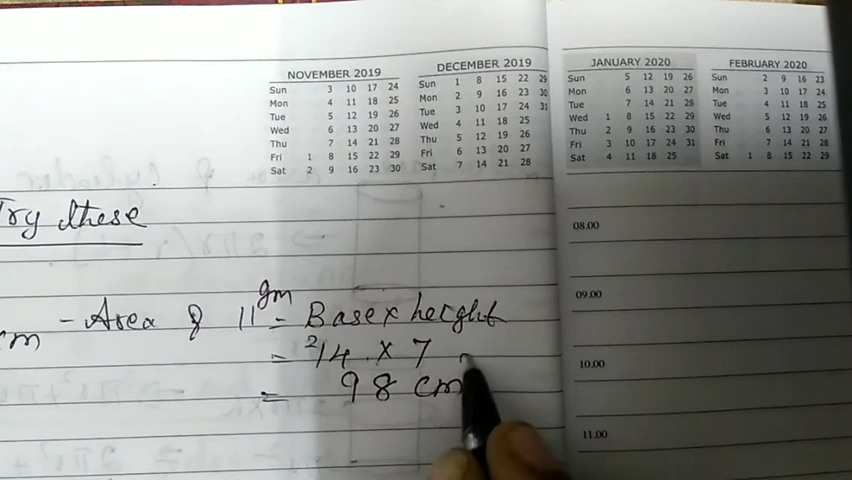 NOVEMBER 2019
Sun 3 10 17 24
Mon 4 11 18 25
Tue 5 12 19 26
Wed 6 13 20 27
Thu 7 14 21 28
Fri 1 8 15 22 29
Sat 2 9 16 23 30
DECEMBER 2019
Sun 1 8 15 22 29
Mon 2 9 16 23 30
Tue 3 10 17 24 31
Wed 4 11 18 25
Thu 5 12 19 26
Fri 6 13 20 27
Sat 7 14 21 28
JANUARY 2020
Sun 5 12 19 26
Mon 6 13 20 27
Tue 7 14 21 28
Wed 1 8 15 22 29
Thu 2 9 16 23 30
Fri 3 10 17 24 31
Sat 4 11 18 25
FEBRUARY 2020
Sun 2 9 16 23
Mon 3 10 17 24
Tue 4 11 18 25
Wed 5 12 19 26
Thu 6 13 20 27
Fri 7 14 21 28
Sat 1 8 15 22 29
Try these
cm - Area of 11gm = Base x height
= 14 x 7
= 98 cm
08.00
09.00
10.00
11.00